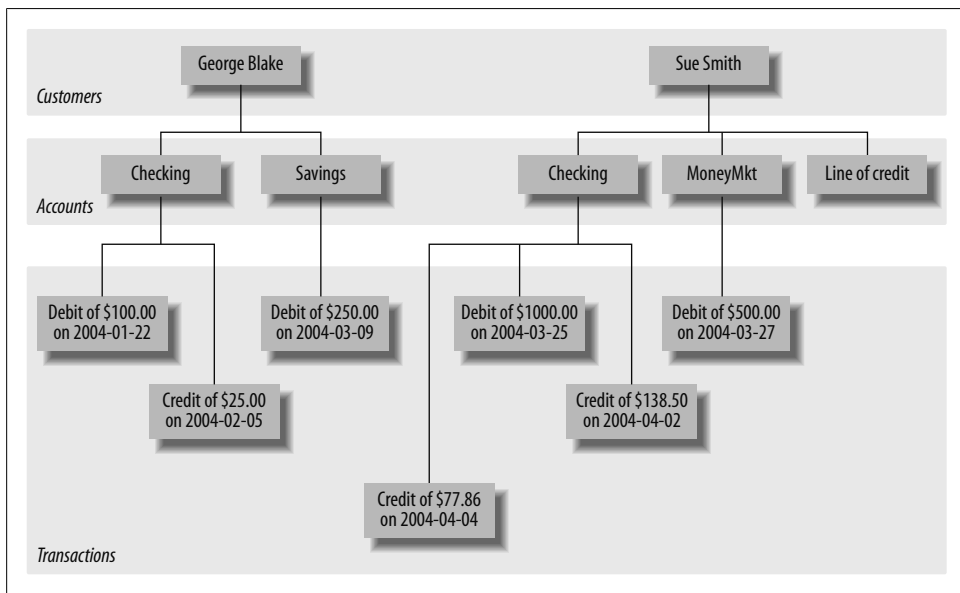 George Blake
Sue Smith
Customers
Checking
Savings
Checking
MoneyMkt
Line of credit
Accounts
Debit of $100.00
on 2004-01-22
Debit of $250.00
on 2004-03-09
Debit of $1000.00
on 2004-03-25
Debit of $500.00
on 2004-03-27
Credit of $25.00
on 2004-02-05
Credit of $138.50
on 2004-04-02
Credit of $77.86
on 2004-04-04
Transactions